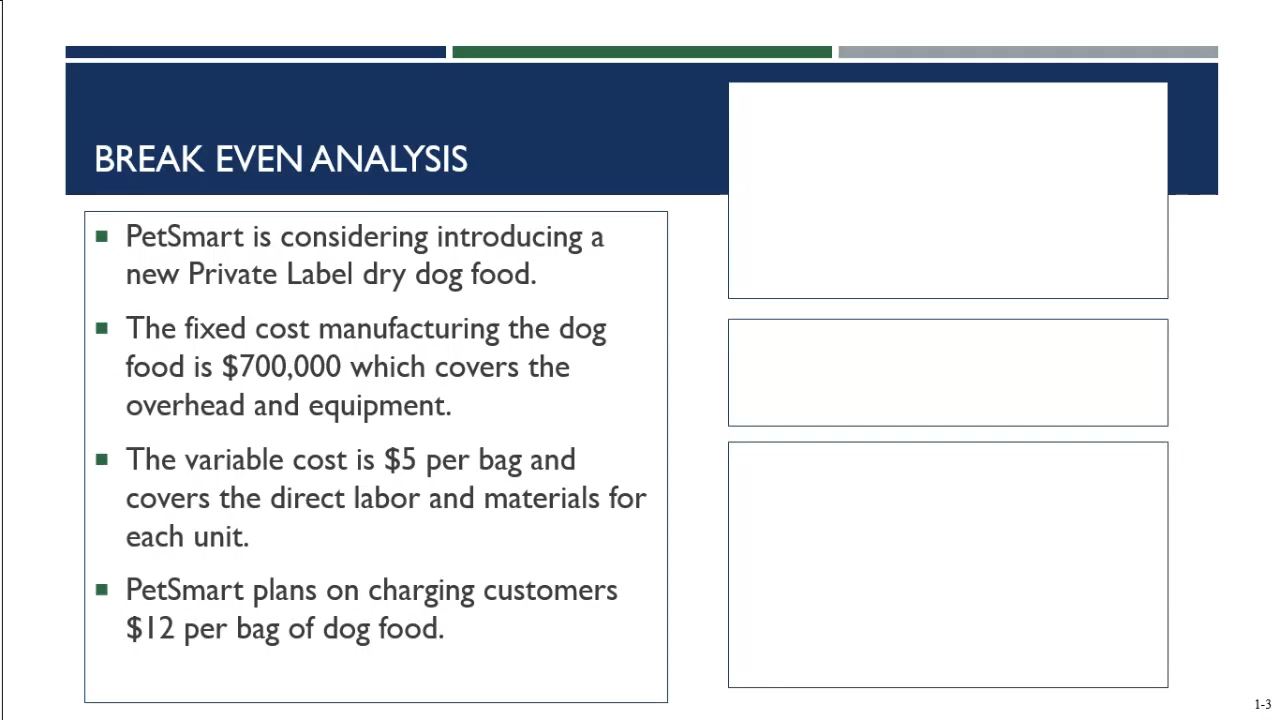 BREAK EVEN ANALYSIS
▪ PetSmart is considering introducing a
new Private Label dry dog food.
▪ The fixed cost manufacturing the dog
food is $700,000 which covers the
overhead and equipment.
▪ The variable cost is $5 per bag and
covers the direct labor and materials for
each unit.
▪ PetSmart plans on charging customers
$12 per bag of dog food.
1-3